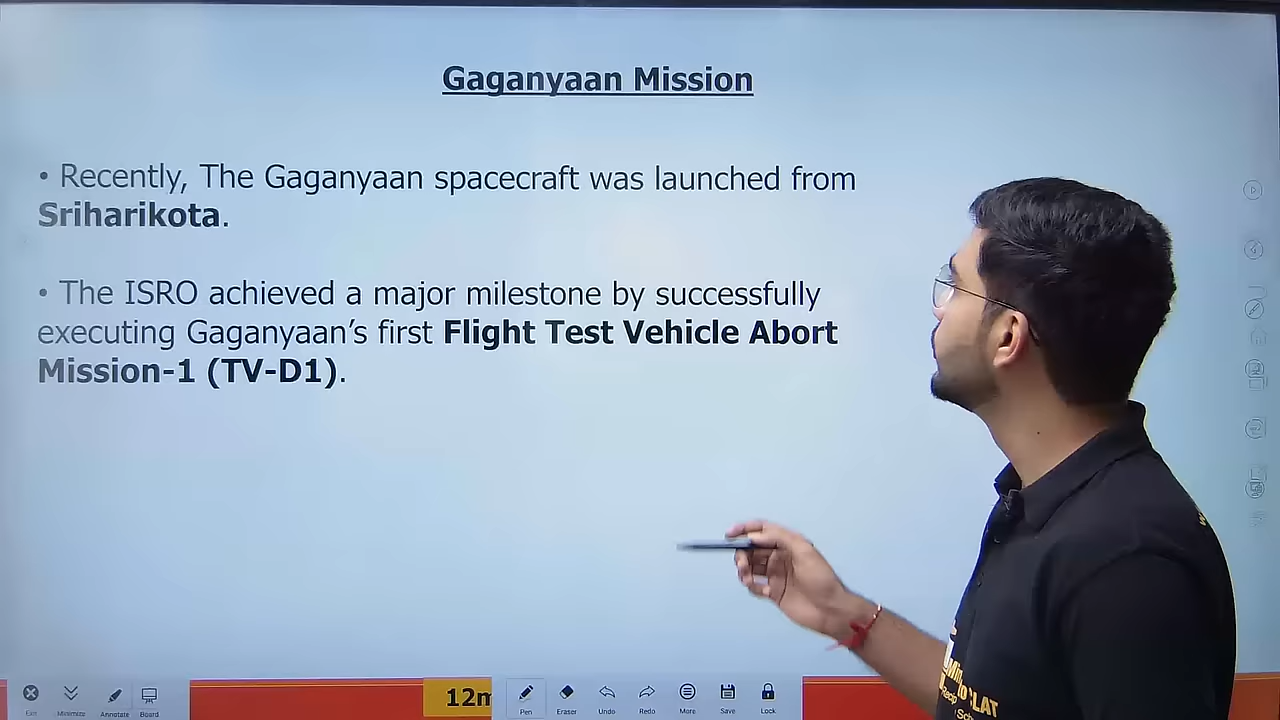 Gaganyaan Mission
• Recently, The Gaganyaan spacecraft was launched from
Sriharikota.
• The ISRO achieved a major milestone by successfully
executing Gaganyaan’s first Flight Test Vehicle Abort
Mission-1 (TV-D1).
Exit Minimize Annotate Board
12m
Pen Eraser Undo Redo More Save Lock
CLAT